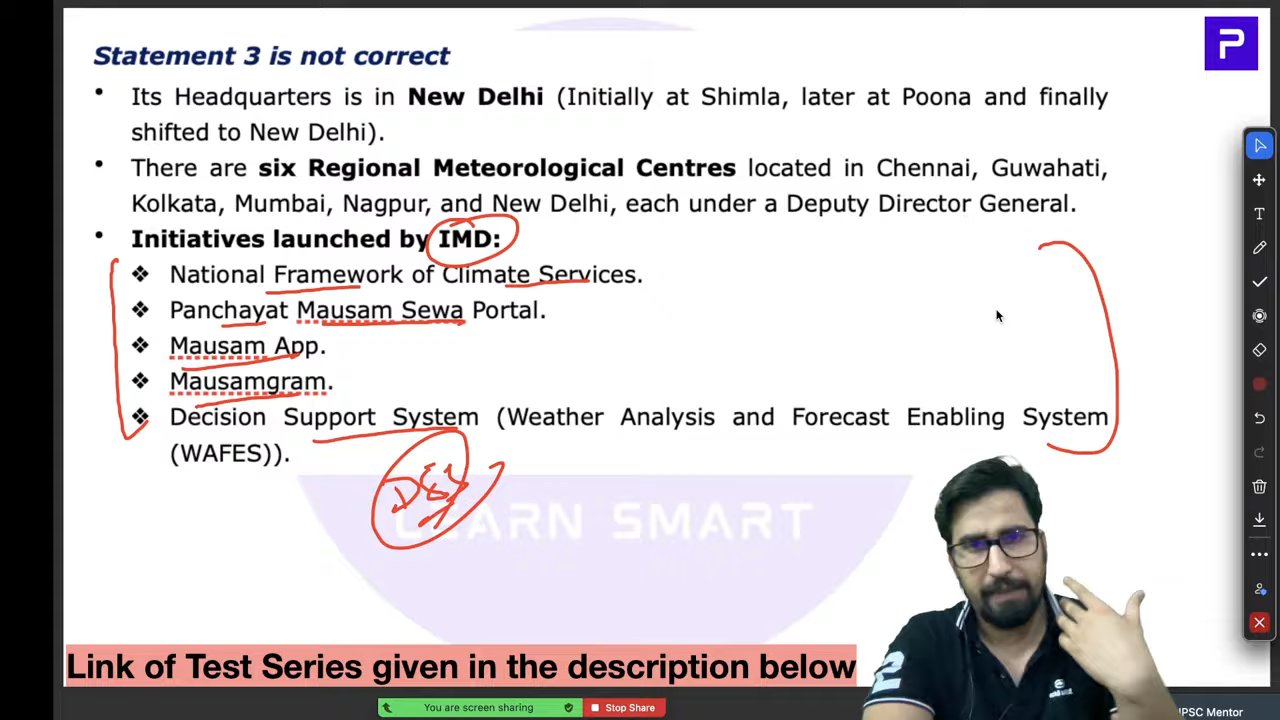 Statement 3 is not correct
P
• Its Headquarters is in New Delhi (Initially at Shimla, later at Poona and finally
shifted to New Delhi).
• There are six Regional Meteorological Centres located in Chennai, Guwahati,
Kolkata, Mumbai, Nagpur, and New Delhi, each under a Deputy Director General.
• Initiatives launched by IMD:
❖ National Framework of Climate Services.
❖ Panchayat Mausam Sewa Portal.
❖ Mausam App.
❖ Mausamgram.
❖ Decision Support System (Weather Analysis and Forecast Enabling System
(WAFES)).
DSS
LEARN SMART
2
Link of Test Series given in the description below
You are screen sharing
Stop Share
UPSC Mentor
T